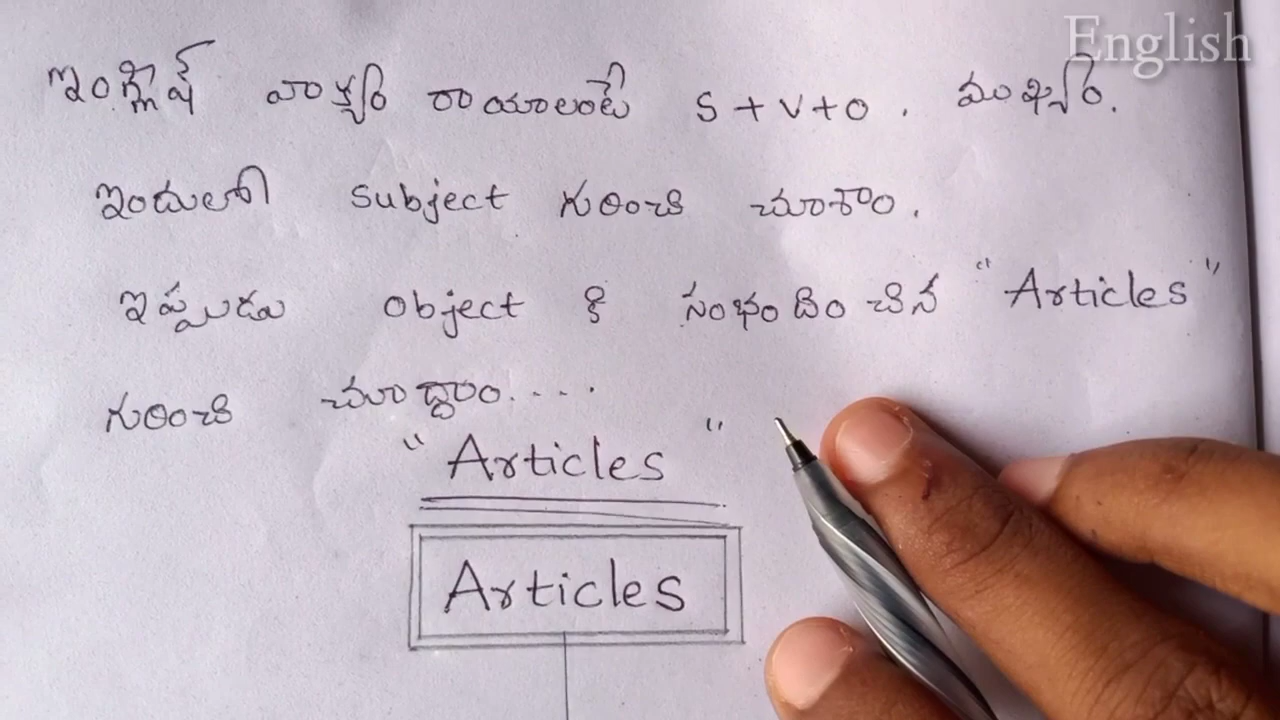 English
ఇంగ్లీష్ వాక్యం రాయాలంటే S + V + O . ముఖ్యం.
ఇందులో Subject గురించి చూశాం.
ఇప్పుడు Object కి సంభందించిన "Articles"
గురించి చూద్దాం....
"Articles"
Articles